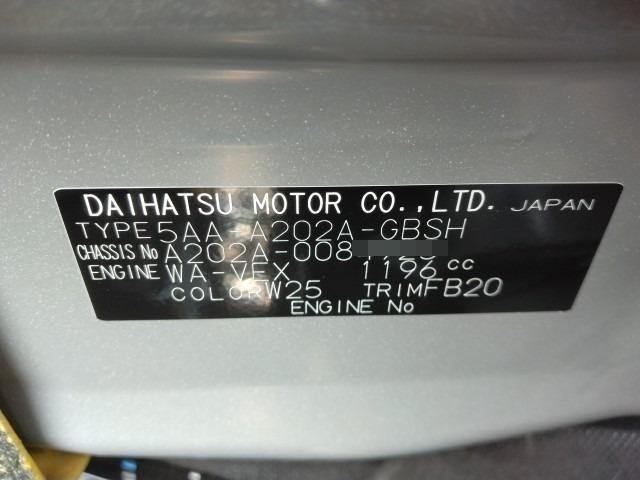 DAIHATSU MOTOR CO.,LTD. JAPAN
TYPE 5AA-A202A-GBSH
CHASSIS No A202A-008
ENGINE WA-VEX 1196 cc
COLOR W25 TRIM FB20
ENGINE No